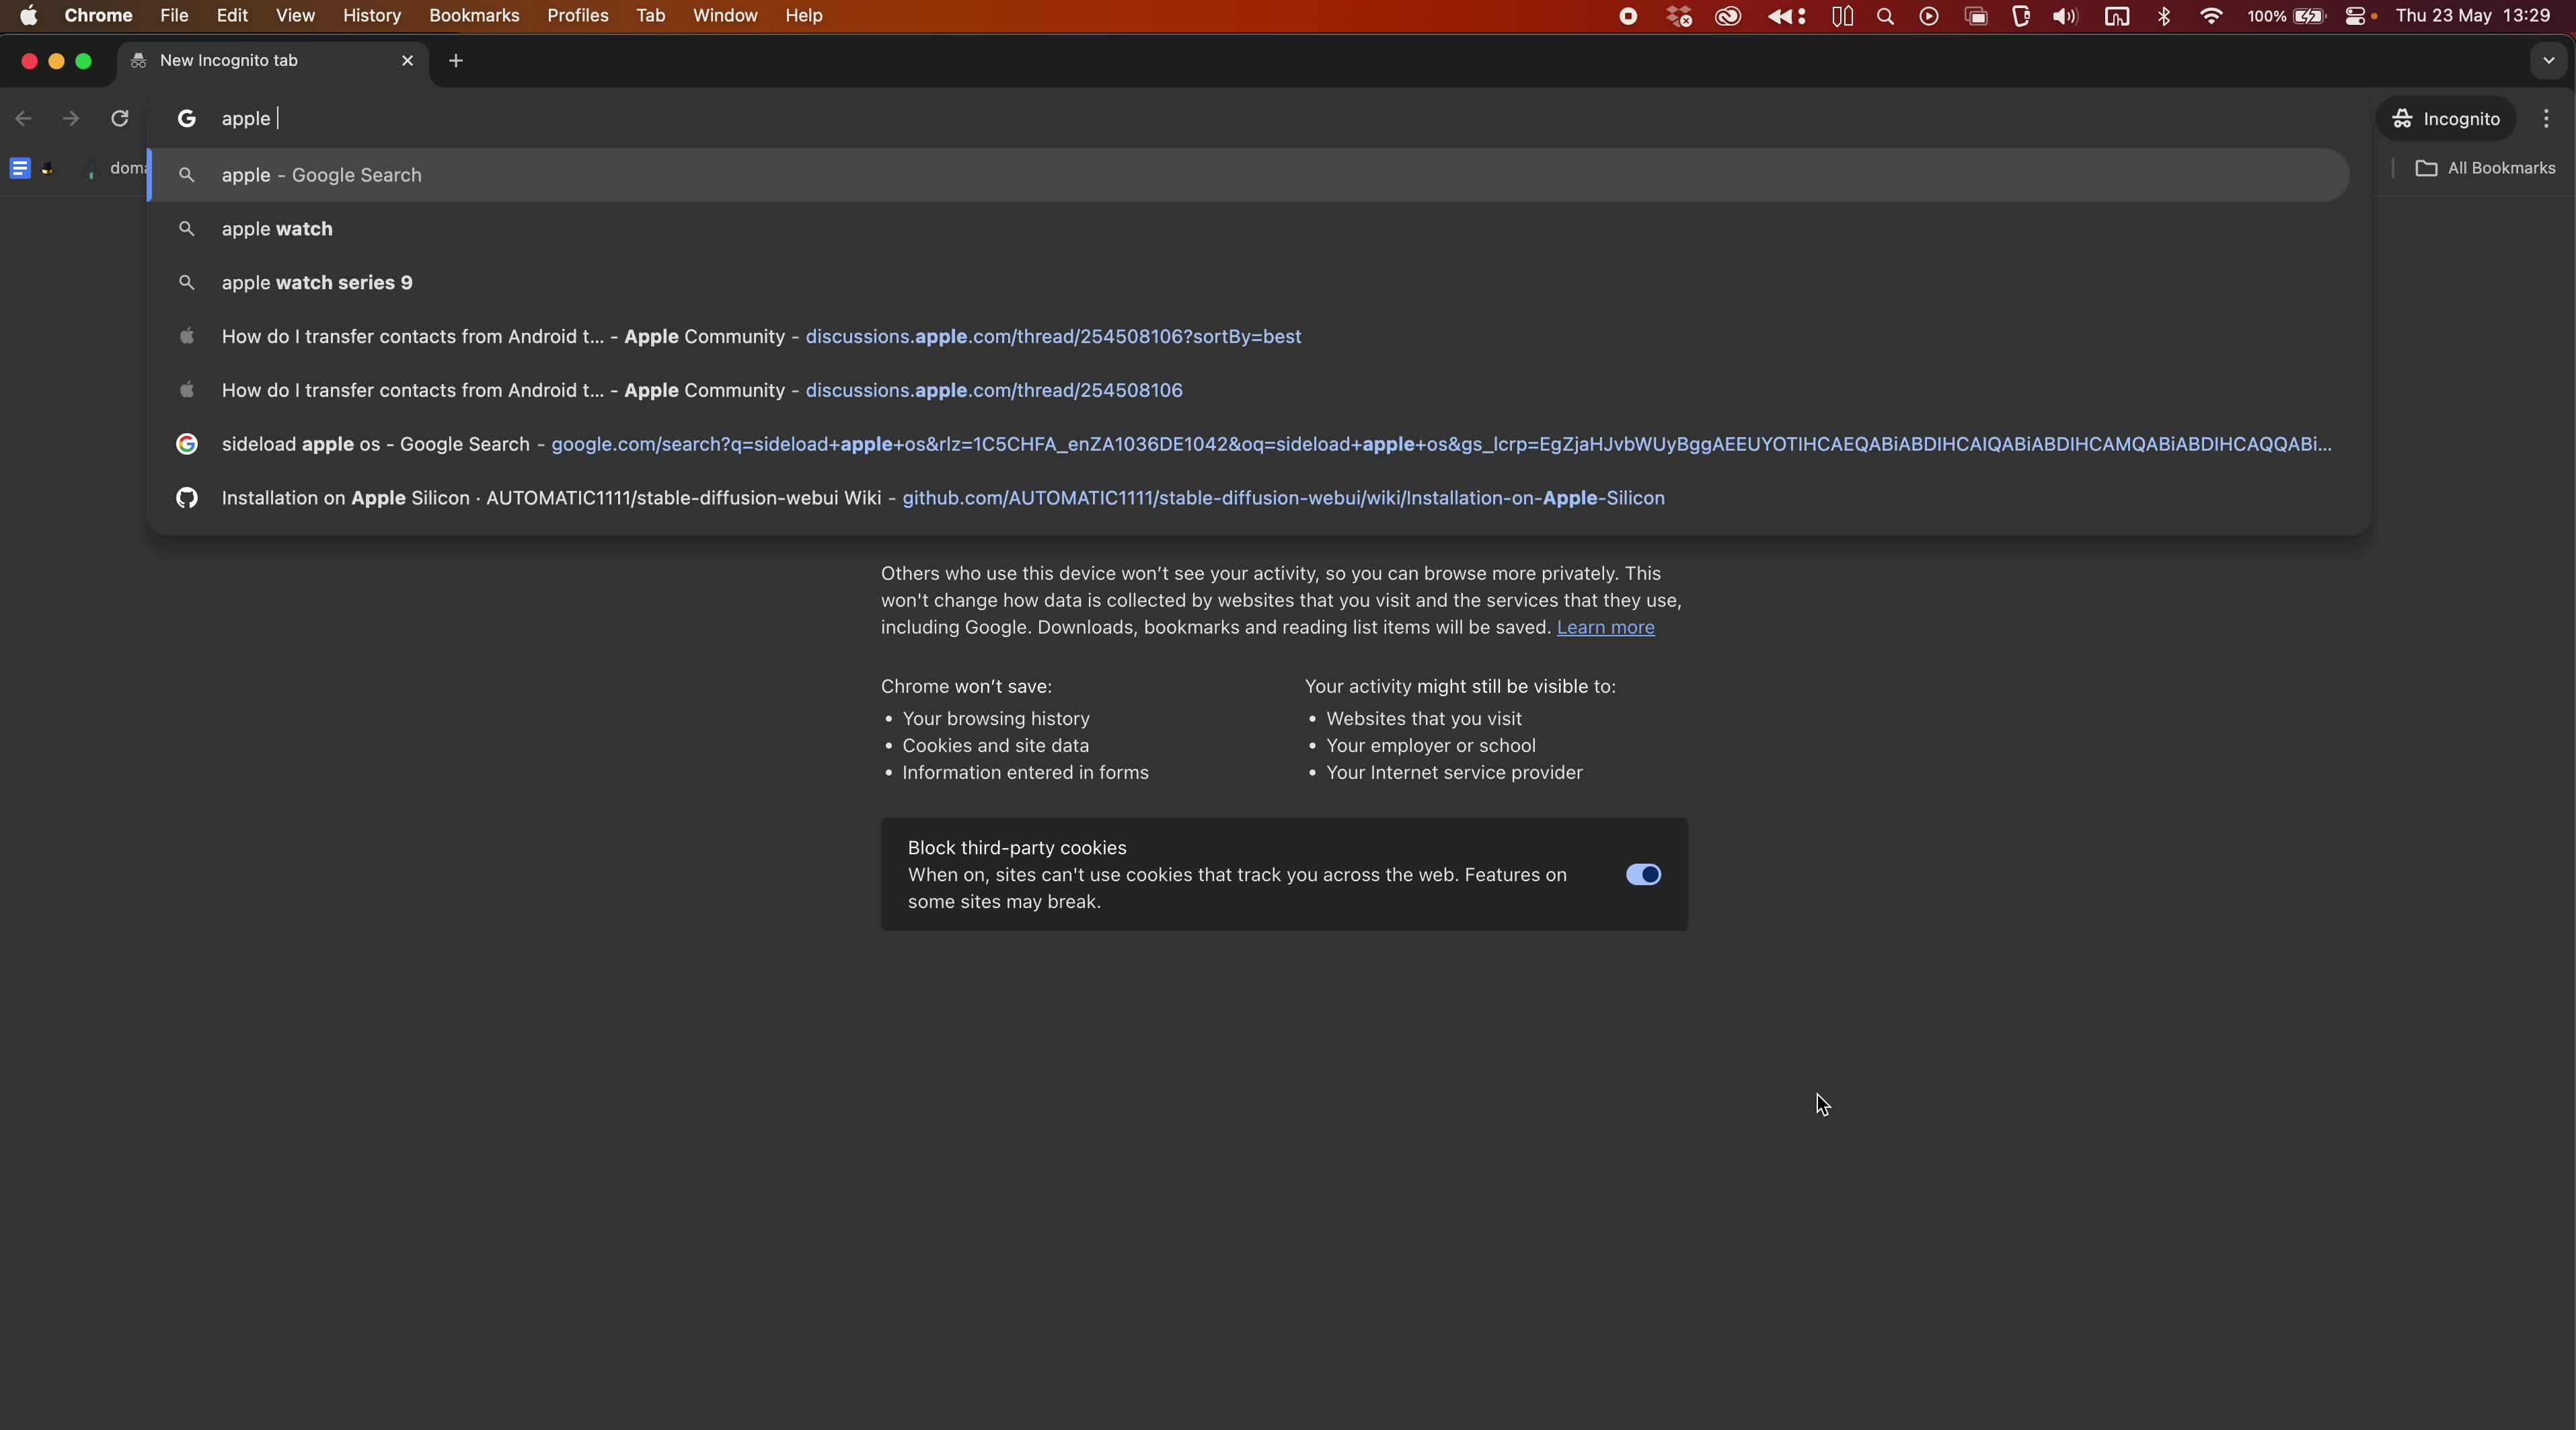 Chrome File Edit View History Bookmarks Profiles Tab Window Help 100% Thu 23 May 13:29
New Incognito tab
apple
Incognito
apple - Google Search
All Bookmarks
apple watch
apple watch series 9
How do I transfer contacts from Android t... - Apple Community - discussions.apple.com/thread/254508106?sortBy=best
How do I transfer contacts from Android t... - Apple Community - discussions.apple.com/thread/254508106
sideload apple os - Google Search - google.com/search?q=sideload+apple+os&rlz=1C5CHFA_enZA1036DE1042&oq=sideload+apple+os&gs_lcrp=EgZjaHJvbWUyBggAEEUYOTIHCAEQABiABDIHCAIQABiABDIHCAMQABiABDIHCAQQABi...
Installation on Apple Silicon · AUTOMATIC1111/stable-diffusion-webui Wiki - github.com/AUTOMATIC1111/stable-diffusion-webui/wiki/Installation-on-Apple-Silicon
Others who use this device won't see your activity, so you can browse more privately. This
won't change how data is collected by websites that you visit and the services that they use,
including Google. Downloads, bookmarks and reading list items will be saved. Learn more
Chrome won't save:
• Your browsing history
• Cookies and site data
• Information entered in forms
Your activity might still be visible to:
• Websites that you visit
• Your employer or school
• Your Internet service provider
Block third-party cookies
When on, sites can't use cookies that track you across the web. Features on
some sites may break.